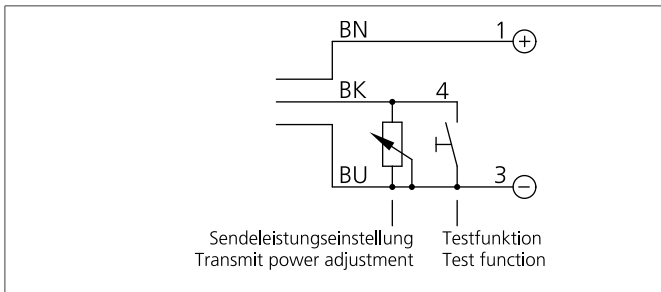 BN 1 +
BK 4
BU 3 −
Sendeleistungseinstellung Testfunktion
Transmit power adjustment Test function